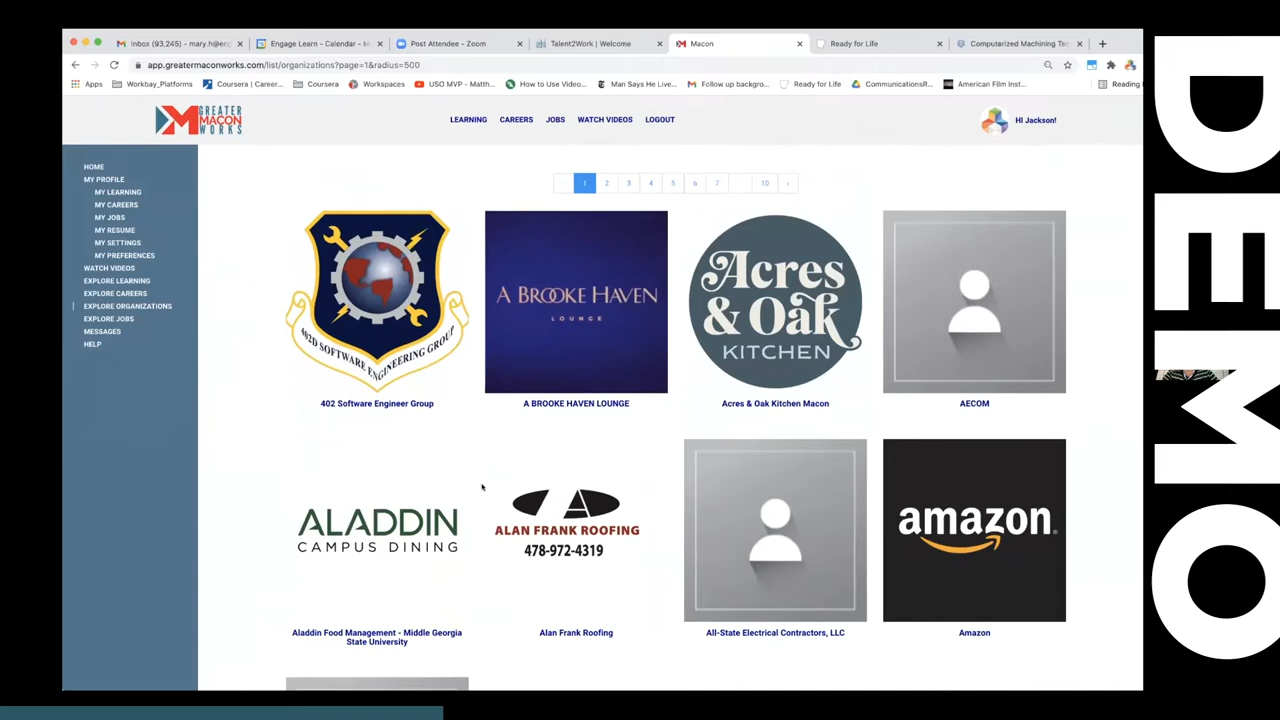 Inbox (93,245) - mary.h@eng
Engage Learn - Calendar - M
Post Attendee - Zoom
Talent2Work | Welcome
Macon
Ready for Life
Computerized Machining Tec
app.greatermaconworks.com/list/organizations?page=1&radius=500
Apps
Workbay_Platforms
Coursera | Career...
Coursera
Workspaces
USO MVP - Matth...
How to Use Video...
Man Says He Live...
Follow up backgro...
Ready for Life
CommunicationsR...
American Film Inst...
Reading
GREATER
MACON
WORKS
LEARNING
CAREERS
JOBS
WATCH VIDEOS
LOGOUT
HI Jackson!
HOME
MY PROFILE
MY LEARNING
MY CAREERS
MY JOBS
MY RESUME
MY SETTINGS
MY PREFERENCES
WATCH VIDEOS
EXPLORE LEARNING
EXPLORE CAREERS
EXPLORE ORGANIZATIONS
EXPLORE JOBS
MESSAGES
HELP
1 2 3 4 5 6 7 10 ›
402D SOFTWARE ENGINEERING GROUP
A BROOKE HAVEN
LOUNGE
Acres
& Oak
KITCHEN
402 Software Engineer Group
A BROOKE HAVEN LOUNGE
Acres & Oak Kitchen Macon
AECOM
ALADDIN
CAMPUS DINING
ALAN FRANK ROOFING
478-972-4319
amazon
Aladdin Food Management - Middle Georgia
State University
Alan Frank Roofing
All-State Electrical Contractors, LLC
Amazon
DEMO